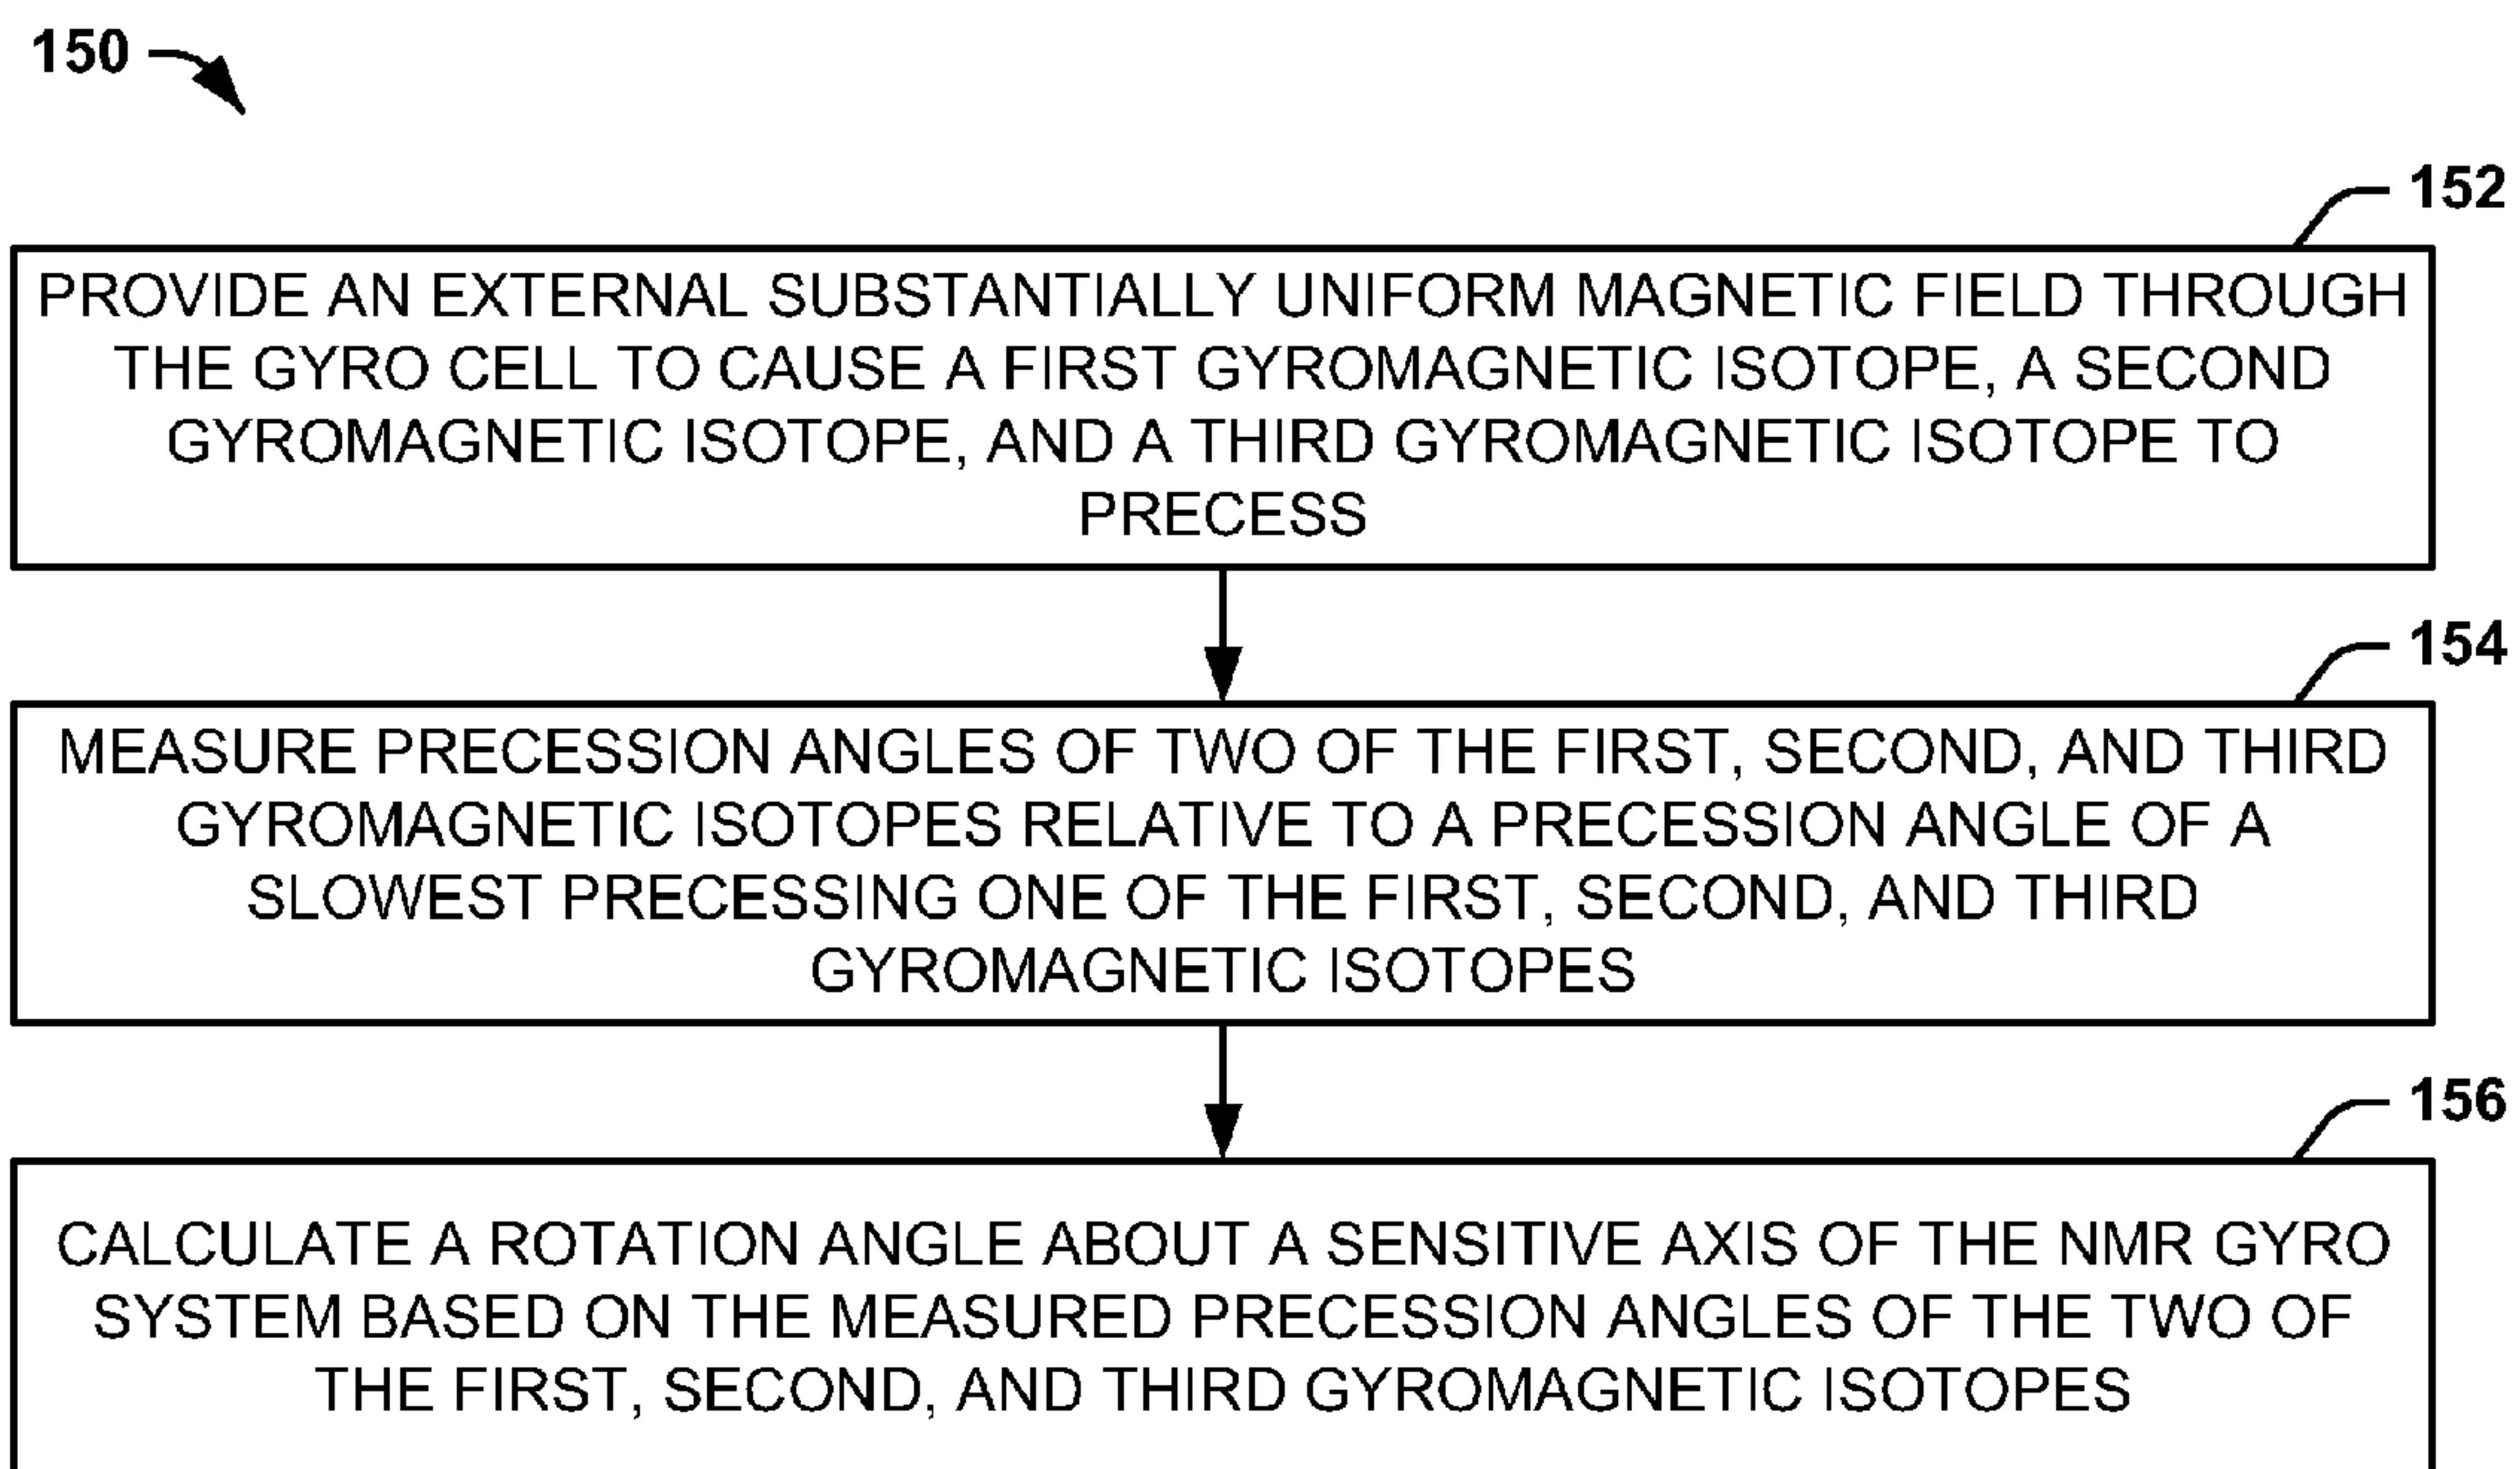 150
152
PROVIDE AN EXTERNAL SUBSTANTIALLY UNIFORM MAGNETIC FIELD THROUGH
THE GYRO CELL TO CAUSE A FIRST GYROMAGNETIC ISOTOPE, A SECOND
GYROMAGNETIC ISOTOPE, AND A THIRD GYROMAGNETIC ISOTOPE TO
PRECESS
154
MEASURE PRECESSION ANGLES OF TWO OF THE FIRST, SECOND, AND THIRD
GYROMAGNETIC ISOTOPES RELATIVE TO A PRECESSION ANGLE OF A
SLOWEST PRECESSING ONE OF THE FIRST, SECOND, AND THIRD
GYROMAGNETIC ISOTOPES
156
CALCULATE A ROTATION ANGLE ABOUT A SENSITIVE AXIS OF THE NMR GYRO
SYSTEM BASED ON THE MEASURED PRECESSION ANGLES OF THE TWO OF
THE FIRST, SECOND, AND THIRD GYROMAGNETIC ISOTOPES